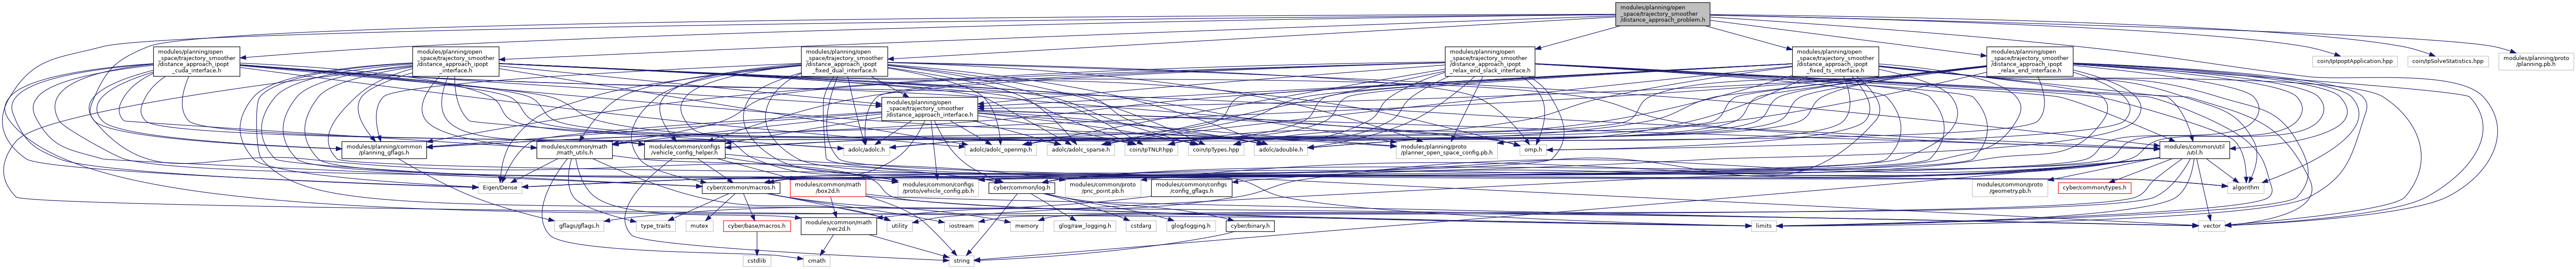 modules/planning/open
_space/trajectory_smoother
/distance_approach_problem.h
modules/planning/open
_space/trajectory_smoother
/distance_approach_ipopt
_cuda_interface.h
modules/planning/open
_space/trajectory_smoother
/distance_approach_ipopt
_interface.h
modules/planning/open
_space/trajectory_smoother
/distance_approach_ipopt
_fixed_dual_interface.h
modules/planning/open
_space/trajectory_smoother
/distance_approach_ipopt
_relax_end_slack_interface.h
modules/planning/open
_space/trajectory_smoother
/distance_approach_ipopt
_fixed_ts_interface.h
modules/planning/open
_space/trajectory_smoother
/distance_approach_ipopt
_relax_end_interface.h
coin/IpIpoptApplication.hpp
coin/IpSolveStatistics.hpp
modules/planning/proto
/planning.pb.h
modules/planning/open
_space/trajectory_smoother
/distance_approach_interface.h
modules/planning/common
/planning_gflags.h
modules/common/math
/math_utils.h
modules/common/configs
/vehicle_config_helper.h
adolc/adolc.h
adolc/adolc_openmp.h
adolc/adolc_sparse.h
coin/IpTNLP.hpp
coin/IpTypes.hpp
adolc/adouble.h
modules/planning/proto
/planner_open_space_config.pb.h
omp.h
modules/common/util
/util.h
Eigen/Dense
cyber/common/macros.h
modules/common/math
/box2d.h
modules/common/configs
/proto/vehicle_config.pb.h
cyber/common/log.h
modules/common/proto
/pnc_point.pb.h
modules/common/configs
/config_gflags.h
modules/common/proto
/geometry.pb.h
cyber/common/types.h
algorithm
gflags/gflags.h
type_traits
mutex
cyber/base/macros.h
modules/common/math
/vec2d.h
utility
iostream
memory
glog/raw_logging.h
cstdarg
glog/logging.h
cyber/binary.h
limits
vector
cstdlib
cmath
string